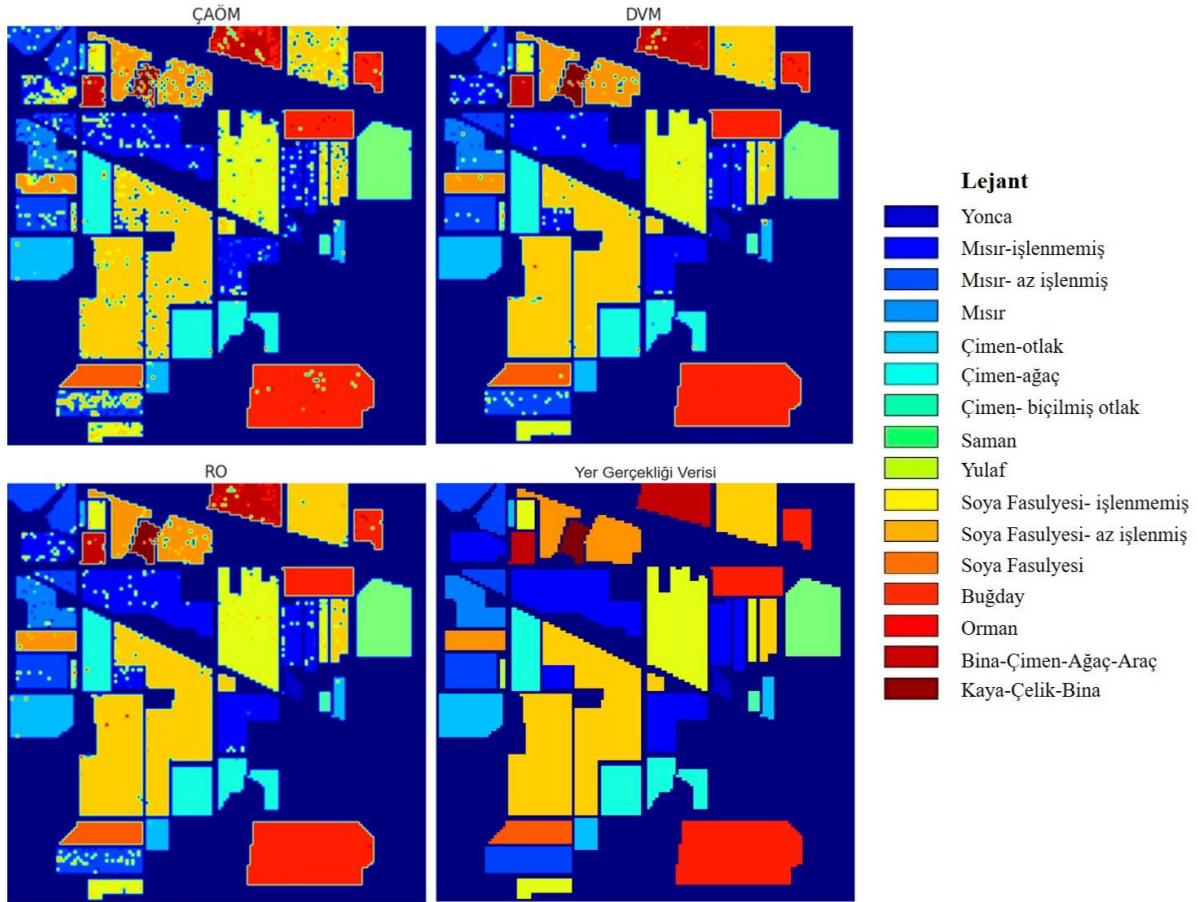 ÇAÖM
DVM
RO
Yer Gerçekliği Verisi
Lejant
Yonca
Mısır-işlenmemiş
Mısır- az işlenmiş
Mısır
Çimen-otlak
Çimen-ağaç
Çimen- biçilmiş otlak
Saman
Yulaf
Soya Fasulyesi- işlenmemiş
Soya Fasulyesi- az işlenmiş
Soya Fasulyesi
Buğday
Orman
Bina-Çimen-Ağaç-Araç
Kaya-Çelik-Bina